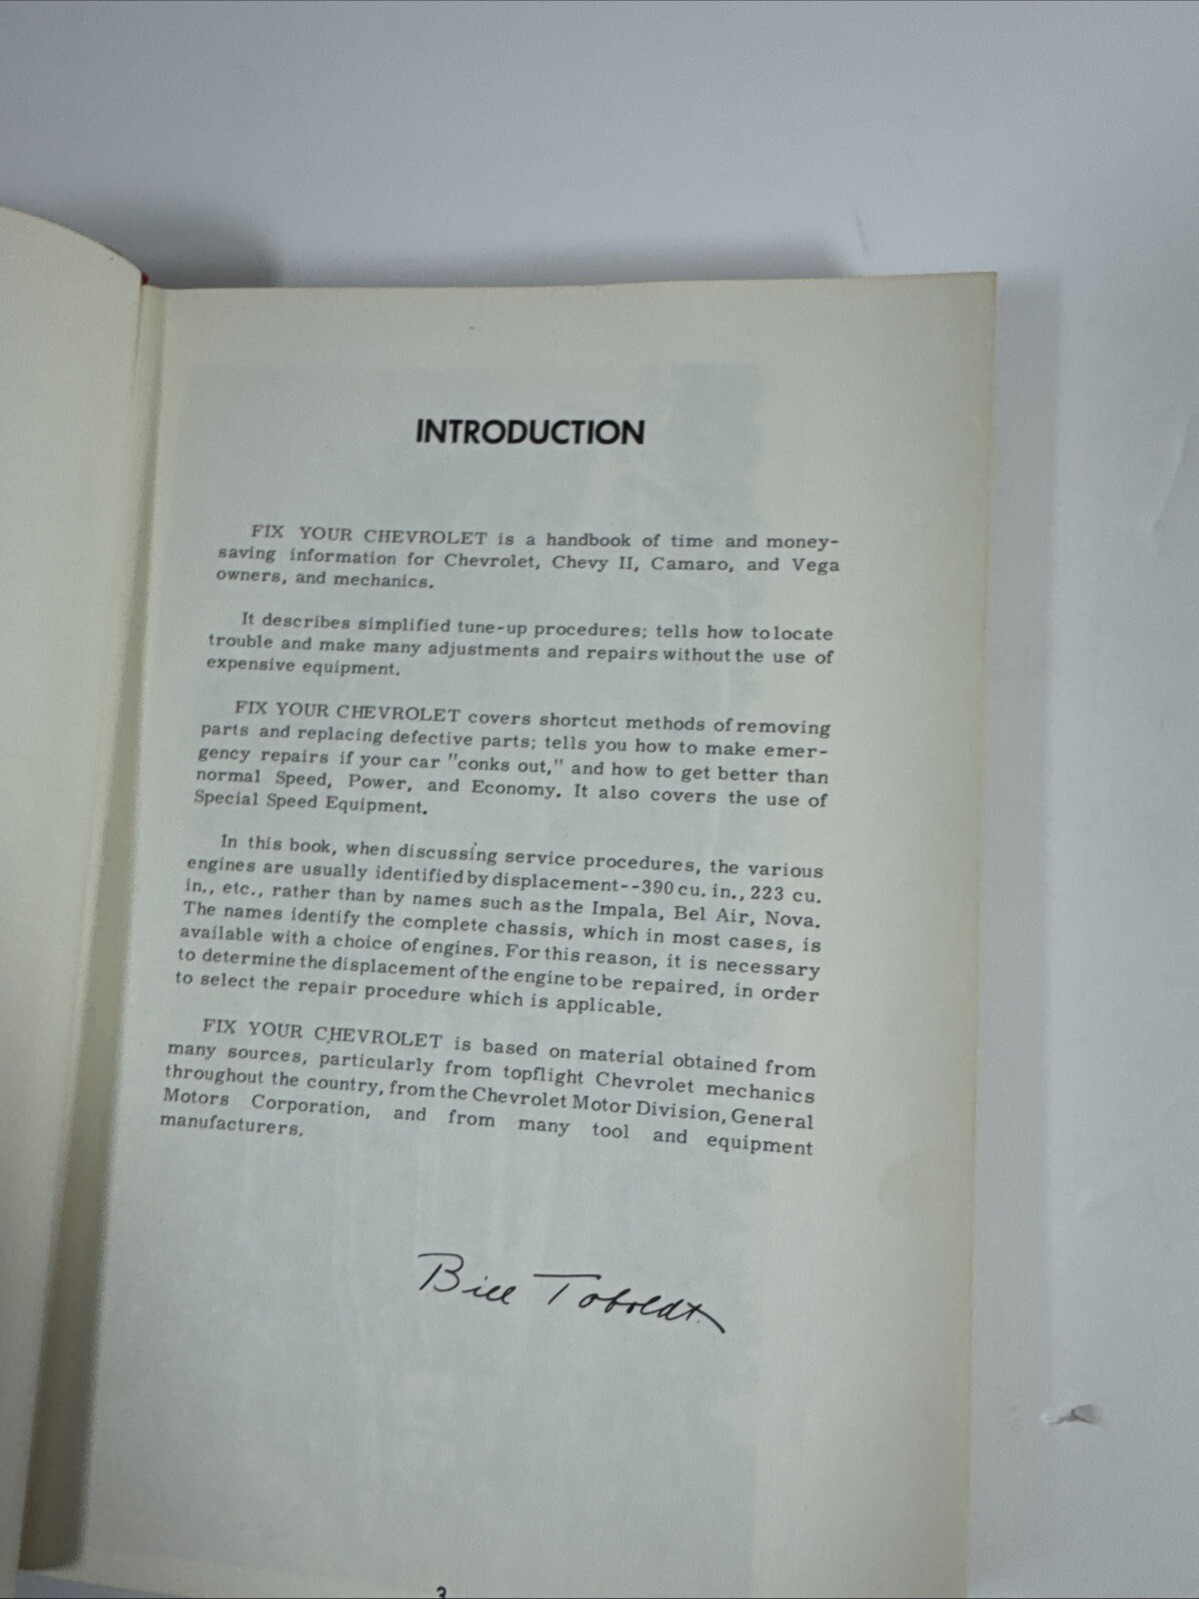 INTRODUCTION
FIX YOUR CHEVROLET is a handbook of time and money-
saving information for Chevrolet, Chevy II, Camaro, and Vega
owners, and mechanics.
It describes simplified tune-up procedures; tells how to locate
trouble and make many adjustments and repairs without the use of
expensive equipment.
FIX YOUR CHEVROLET covers shortcut methods of removing
parts and replacing defective parts; tells you how to make emer-
gency repairs if your car "conks out," and how to get better than
normal Speed, Power, and Economy. It also covers the use of
Special Speed Equipment.
In this book, when discussing service procedures, the various
engines are usually identified by displacement--390 cu. in., 223 cu.
in., etc., rather than by names such as the Impala, Bel Air, Nova.
The names identify the complete chassis, which in most cases, is
available with a choice of engines. For this reason, it is necessary
to determine the displacement of the engine to be repaired, in order
to select the repair procedure which is applicable.
FIX YOUR CHEVROLET is based on material obtained from
many sources, particularly from topflight Chevrolet mechanics
throughout the country, from the Chevrolet Motor Division, General
Motors Corporation, and from many tool and equipment
manufacturers.
Bill Toboldt
3